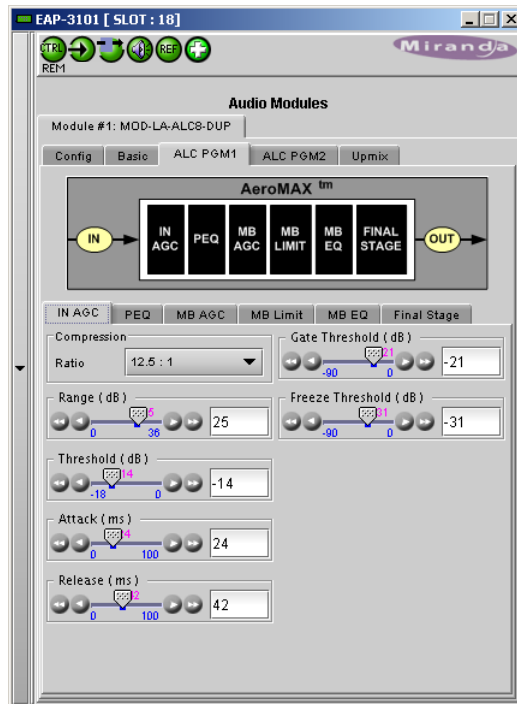 EAP-3101 [ SLOT : 18]
CTRL REF
REM
Miranda
Audio Modules
Module #1: MOD-LA-ALC8-DUP
Config Basic ALC PGM1 ALC PGM2 Upmix
AeroMAX tm
IN
IN AGC
PEQ
MB AGC
MB LIMIT
MB EQ
FINAL STAGE
OUT
IN AGC PEQ MB AGC MB Limit MB EQ Final Stage
Compression
Ratio 12.5 : 1
Gate Threshold ( dB )
21
-90 0
-21
Range ( dB )
5
0 36
25
Freeze Threshold ( dB )
31
-90 0
-31
Threshold ( dB )
14
-18 0
-14
Attack ( ms )
4
0 100
24
Release ( ms )
2
0 100
42